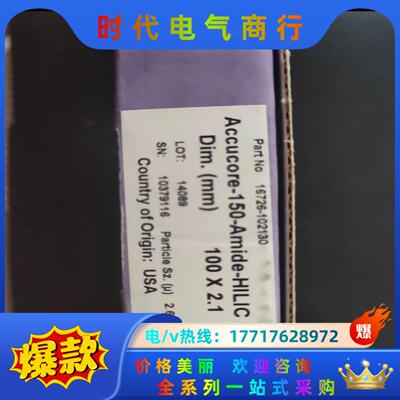 时代电气商行
Part No 16726-102130
Accucore-150-Amide-HILIC
Dim. (mm) 100 X 2.1
LOT: 14089
SN: 10379116 Particle Sz. (µ) 2.6
Country of Origin: USA
爆款
电/v热线: 17717628972
爆
价格美丽 欢迎咨询
全系列一站式采购!